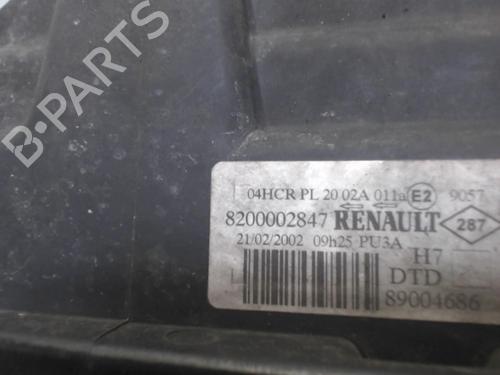 B-PARTS
04HCR PL 20 02A 011a E2 9057
8200002847 RENAULT 287
21/02/2002 09h25 PU3A
H7
DTD
89004686